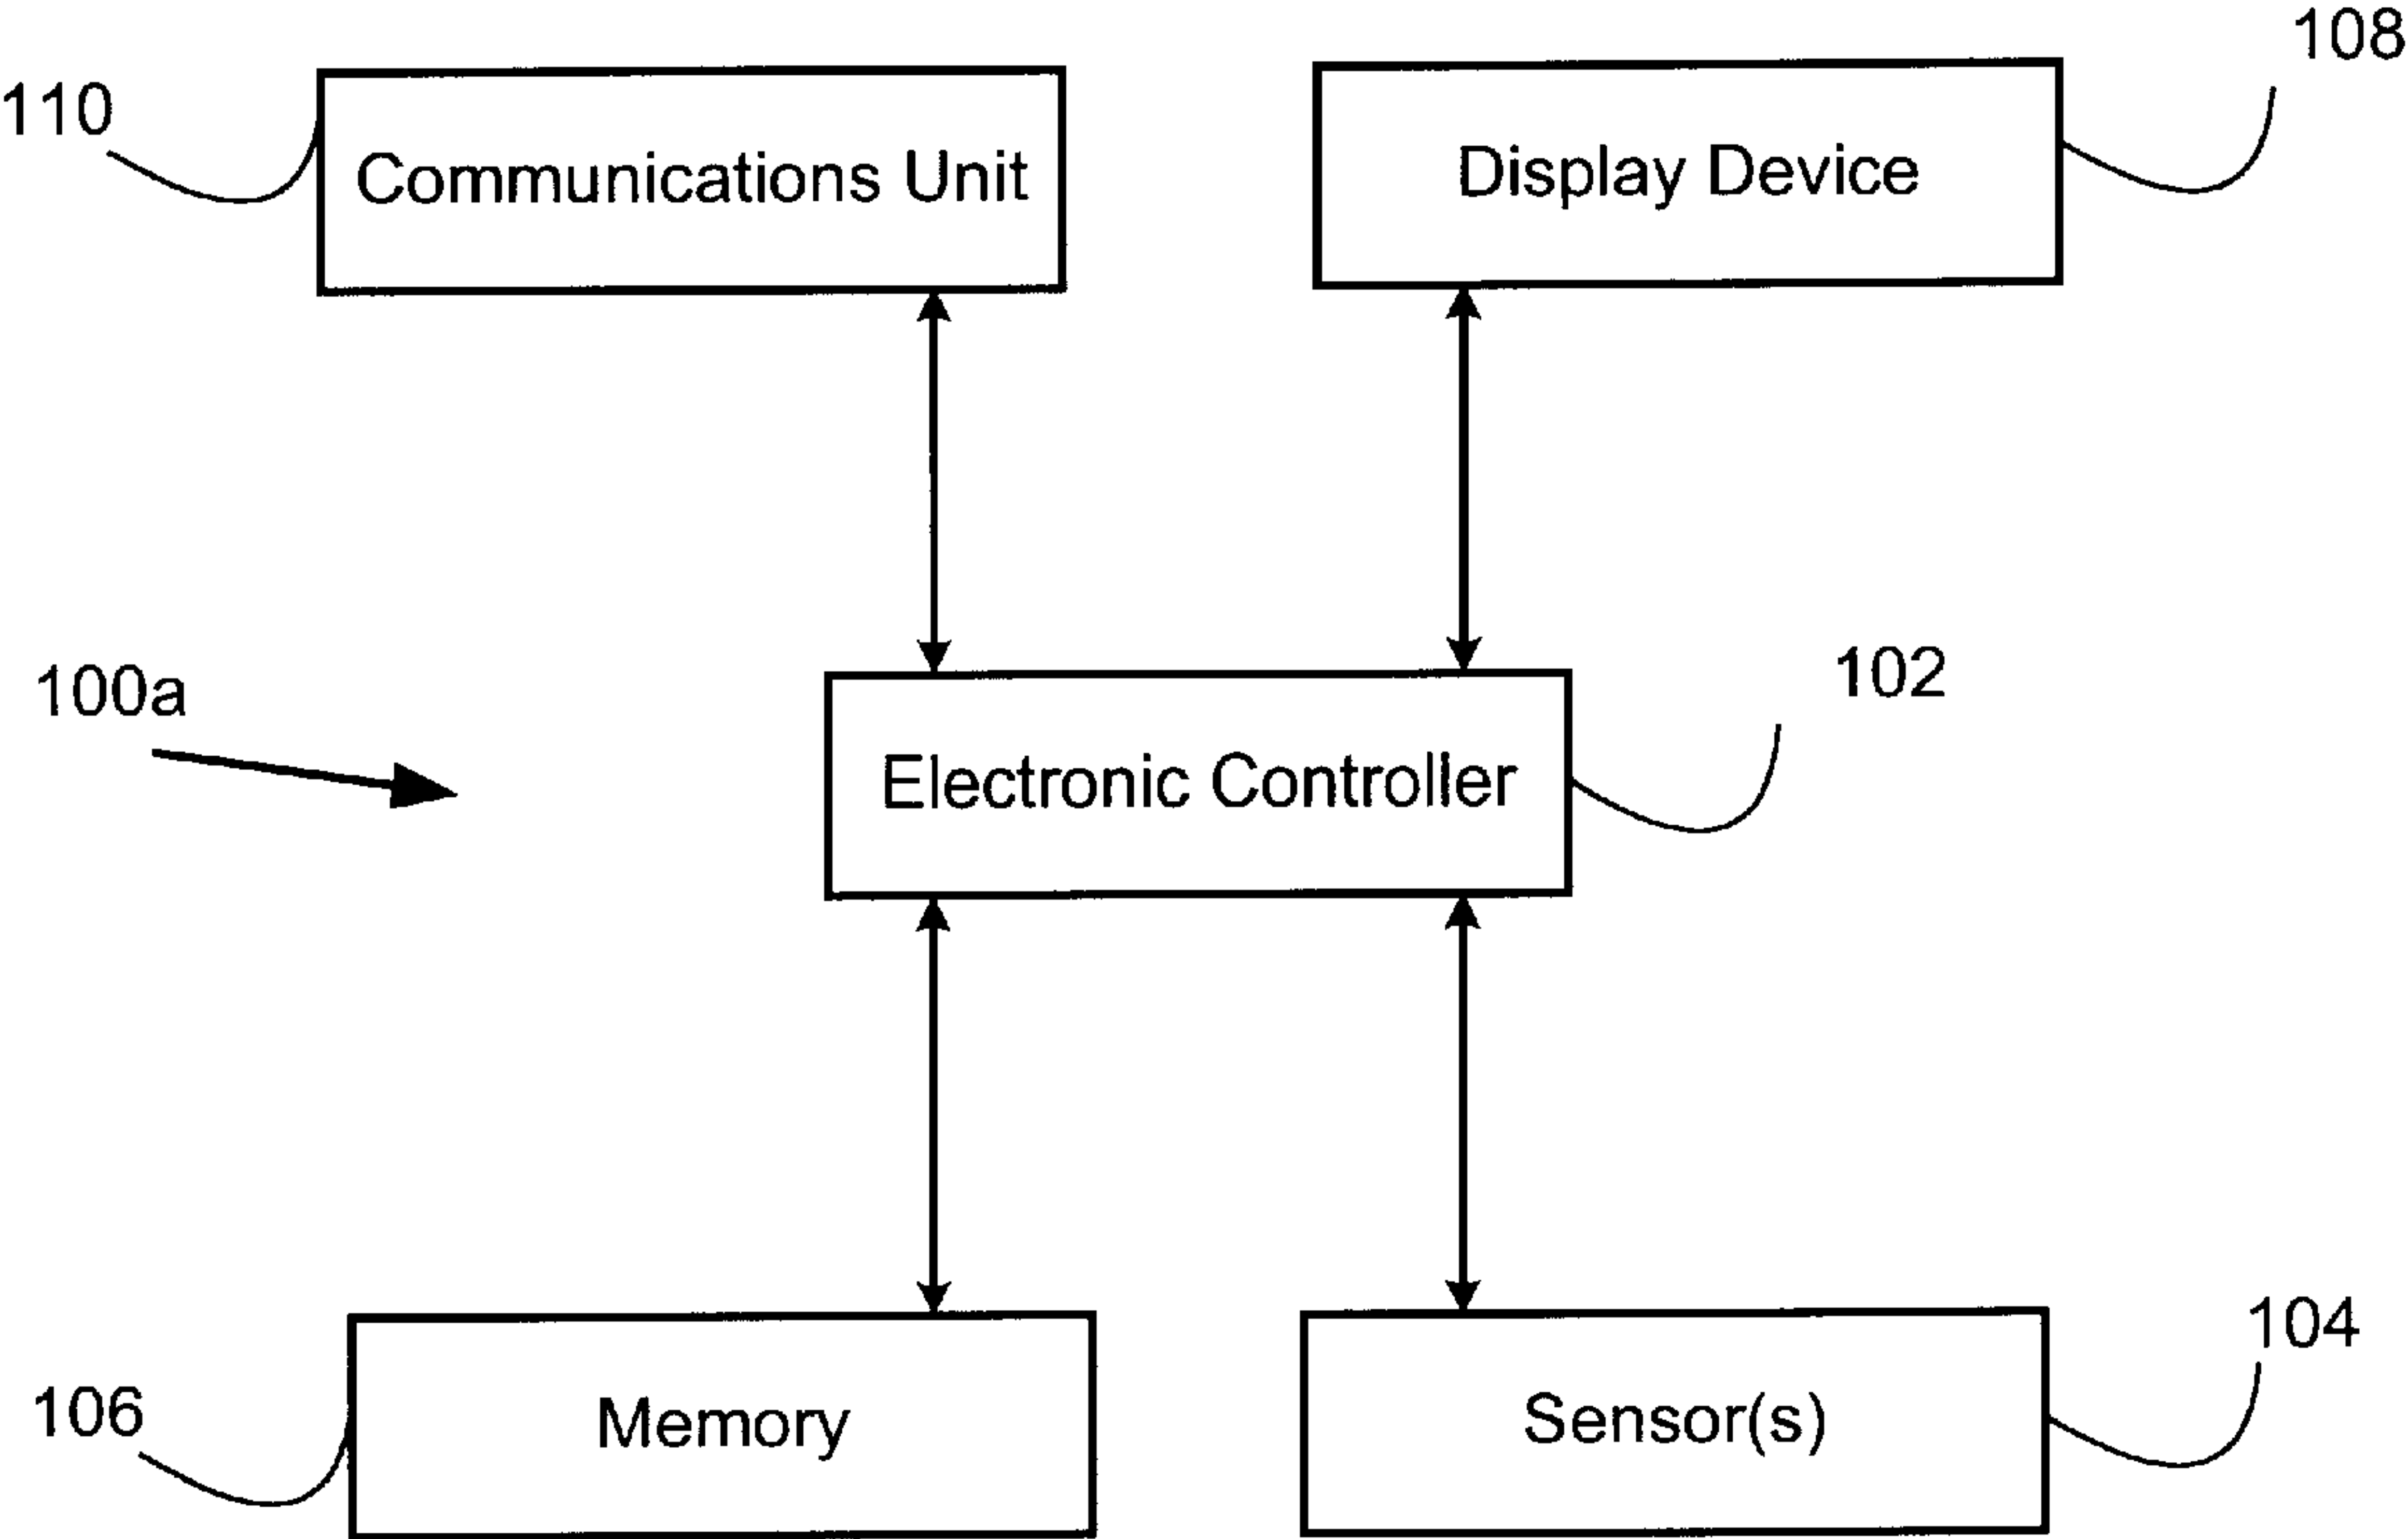 108
110
Communications Unit
Display Device
100a
102
Electronic Controller
104
106
Memory
Sensor(s)